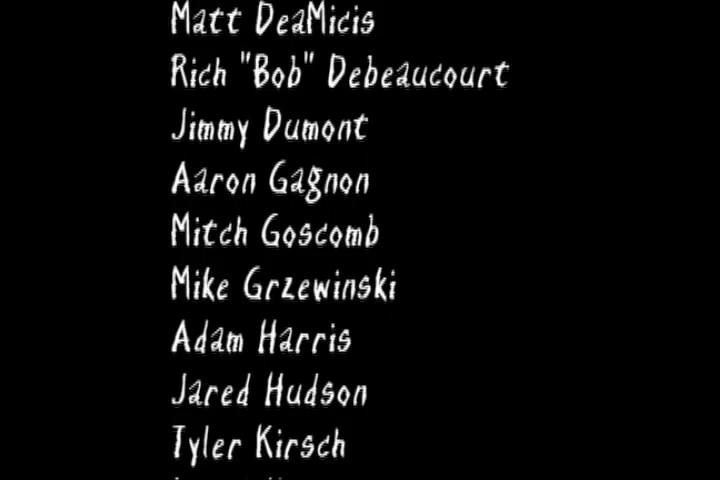 Matt DeaMicis
Rich "Bob" Debeaucourt
Jimmy Dumont
Aaron Gagnon
Mitch Goscomb
Mike Grzewinski
Adam Harris
Jared Hudson
Tyler Kirsch